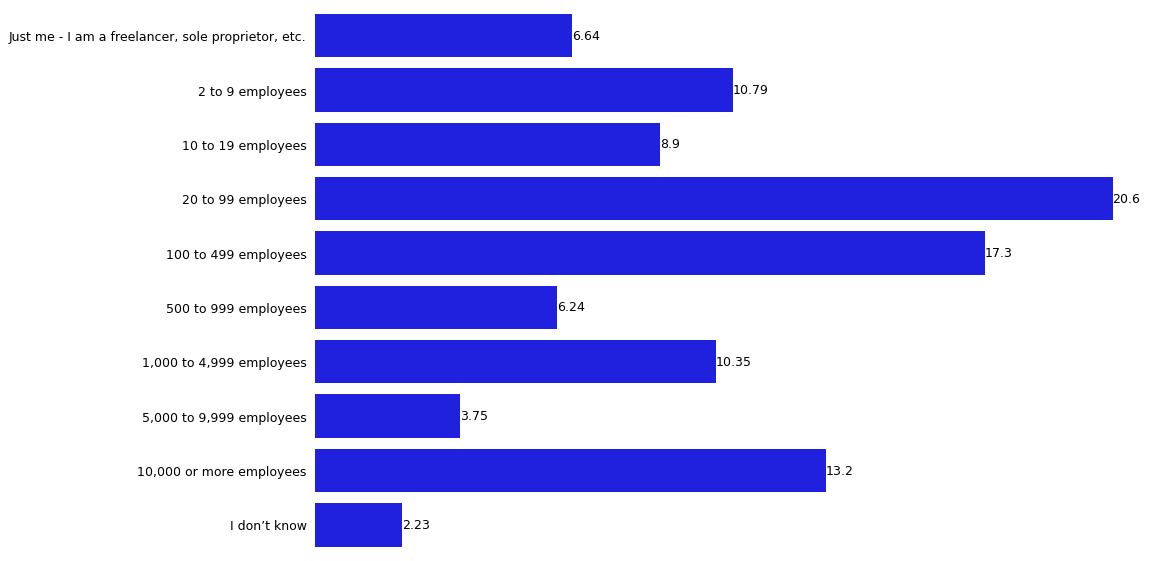 Just me - I am a freelancer, sole proprietor, etc. 6.64
2 to 9 employees 10.79
10 to 19 employees 8.9
20 to 99 employees 20.6
100 to 499 employees 17.3
500 to 999 employees 6.24
1,000 to 4,999 employees 10.35
5,000 to 9,999 employees 3.75
10,000 or more employees 13.2
I don’t know 2.23